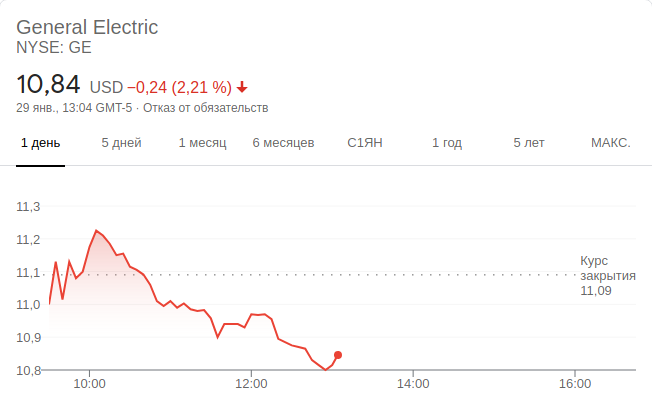 General Electric
NYSE: GE
10,84 USD −0,24 (2,21 %)
29 янв., 13:04 GMT-5 · Отказ от обязательств
1 день 5 дней 1 месяц 6 месяцев С1ЯН 1 год 5 лет МАКС.
11,3
11,2
11,1
11,0
10,9
10,8
Курс
закрытия
11,09
10:00 12:00 14:00 16:00